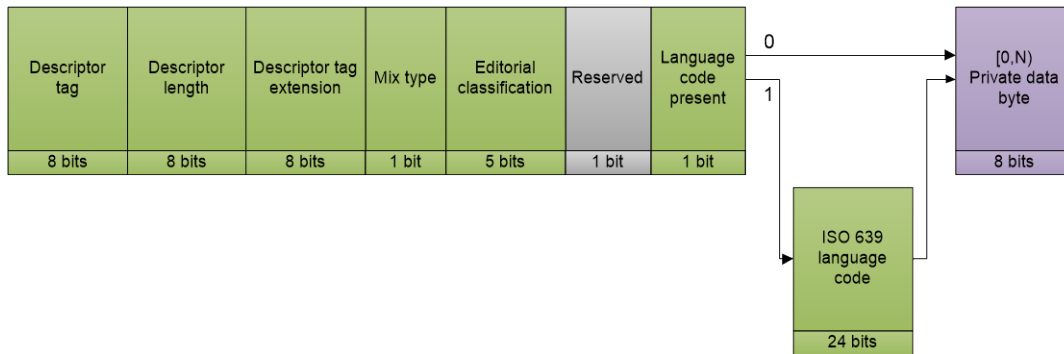 Descriptor
tag
8 bits
Descriptor
length
8 bits
Descriptor tag
extension
8 bits
Mix type
1 bit
Editorial
classification
5 bits
Reserved
1 bit
Language
code
present
1 bit
0
1
ISO 639
language
code
24 bits
[0,N)
Private data
byte
8 bits